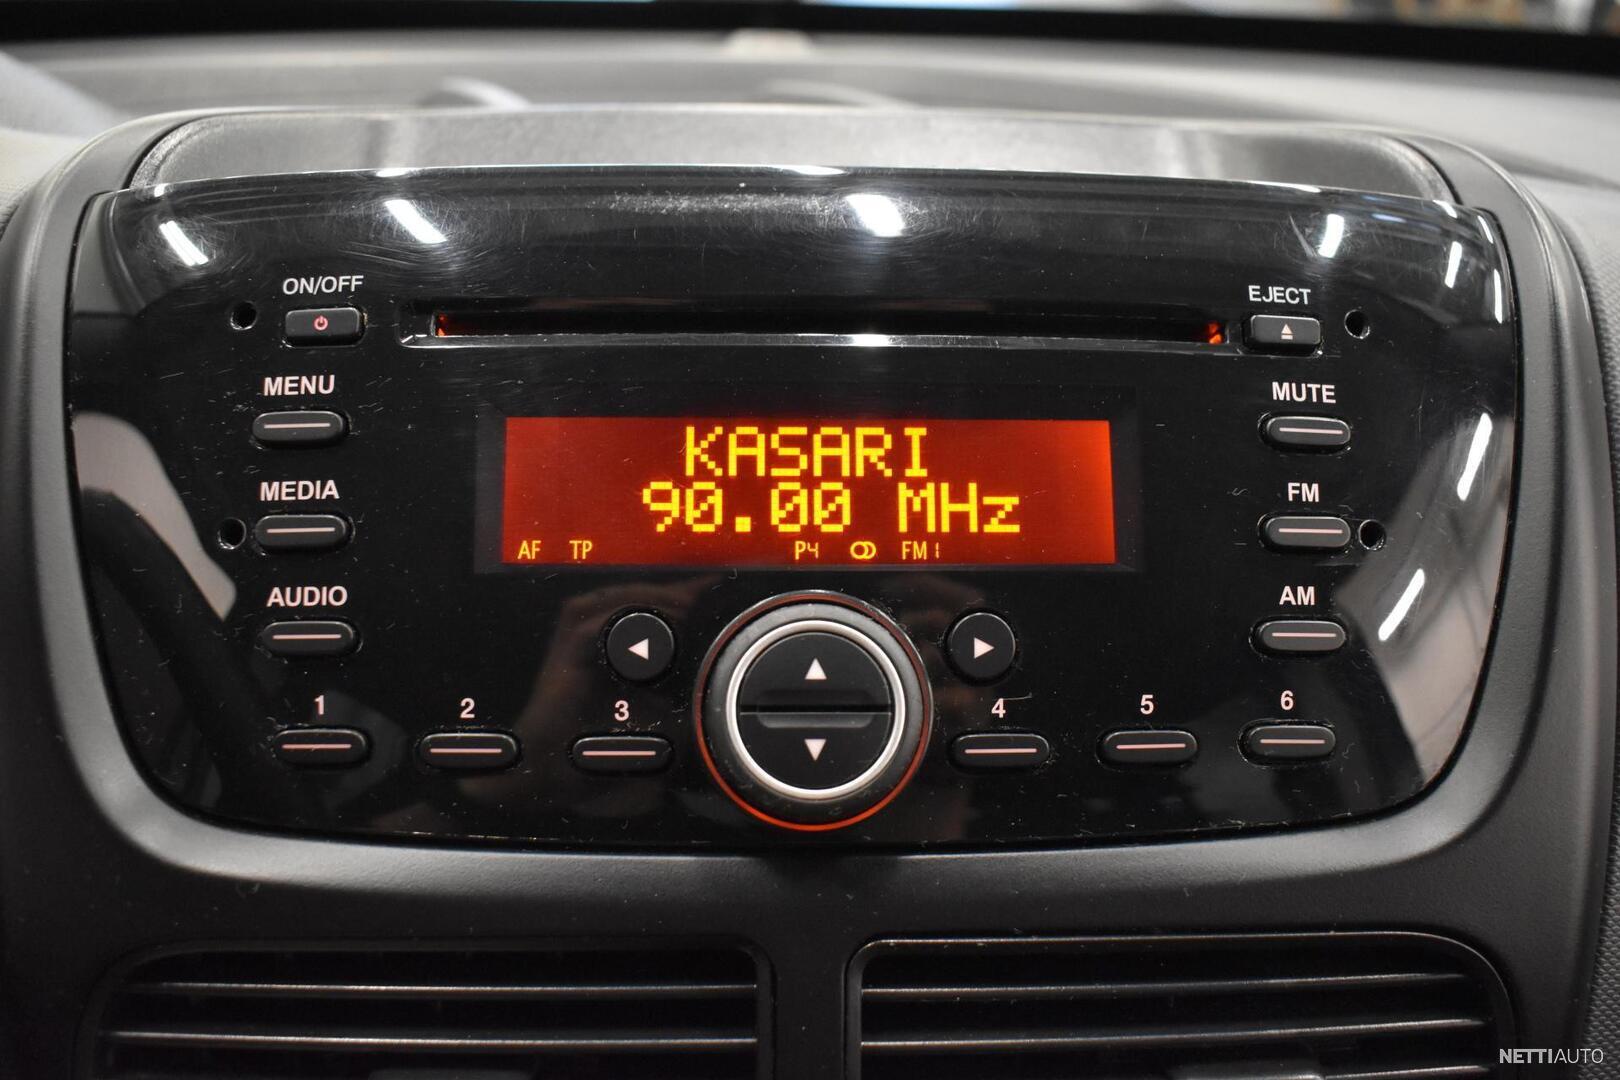 ON/OFF
EJECT
MENU
MUTE
KASARI
90.00 MHz
AF TP P4 FM1
MEDIA
FM
AUDIO
AM
1 2 3 4 5 6
NETTIAUTO